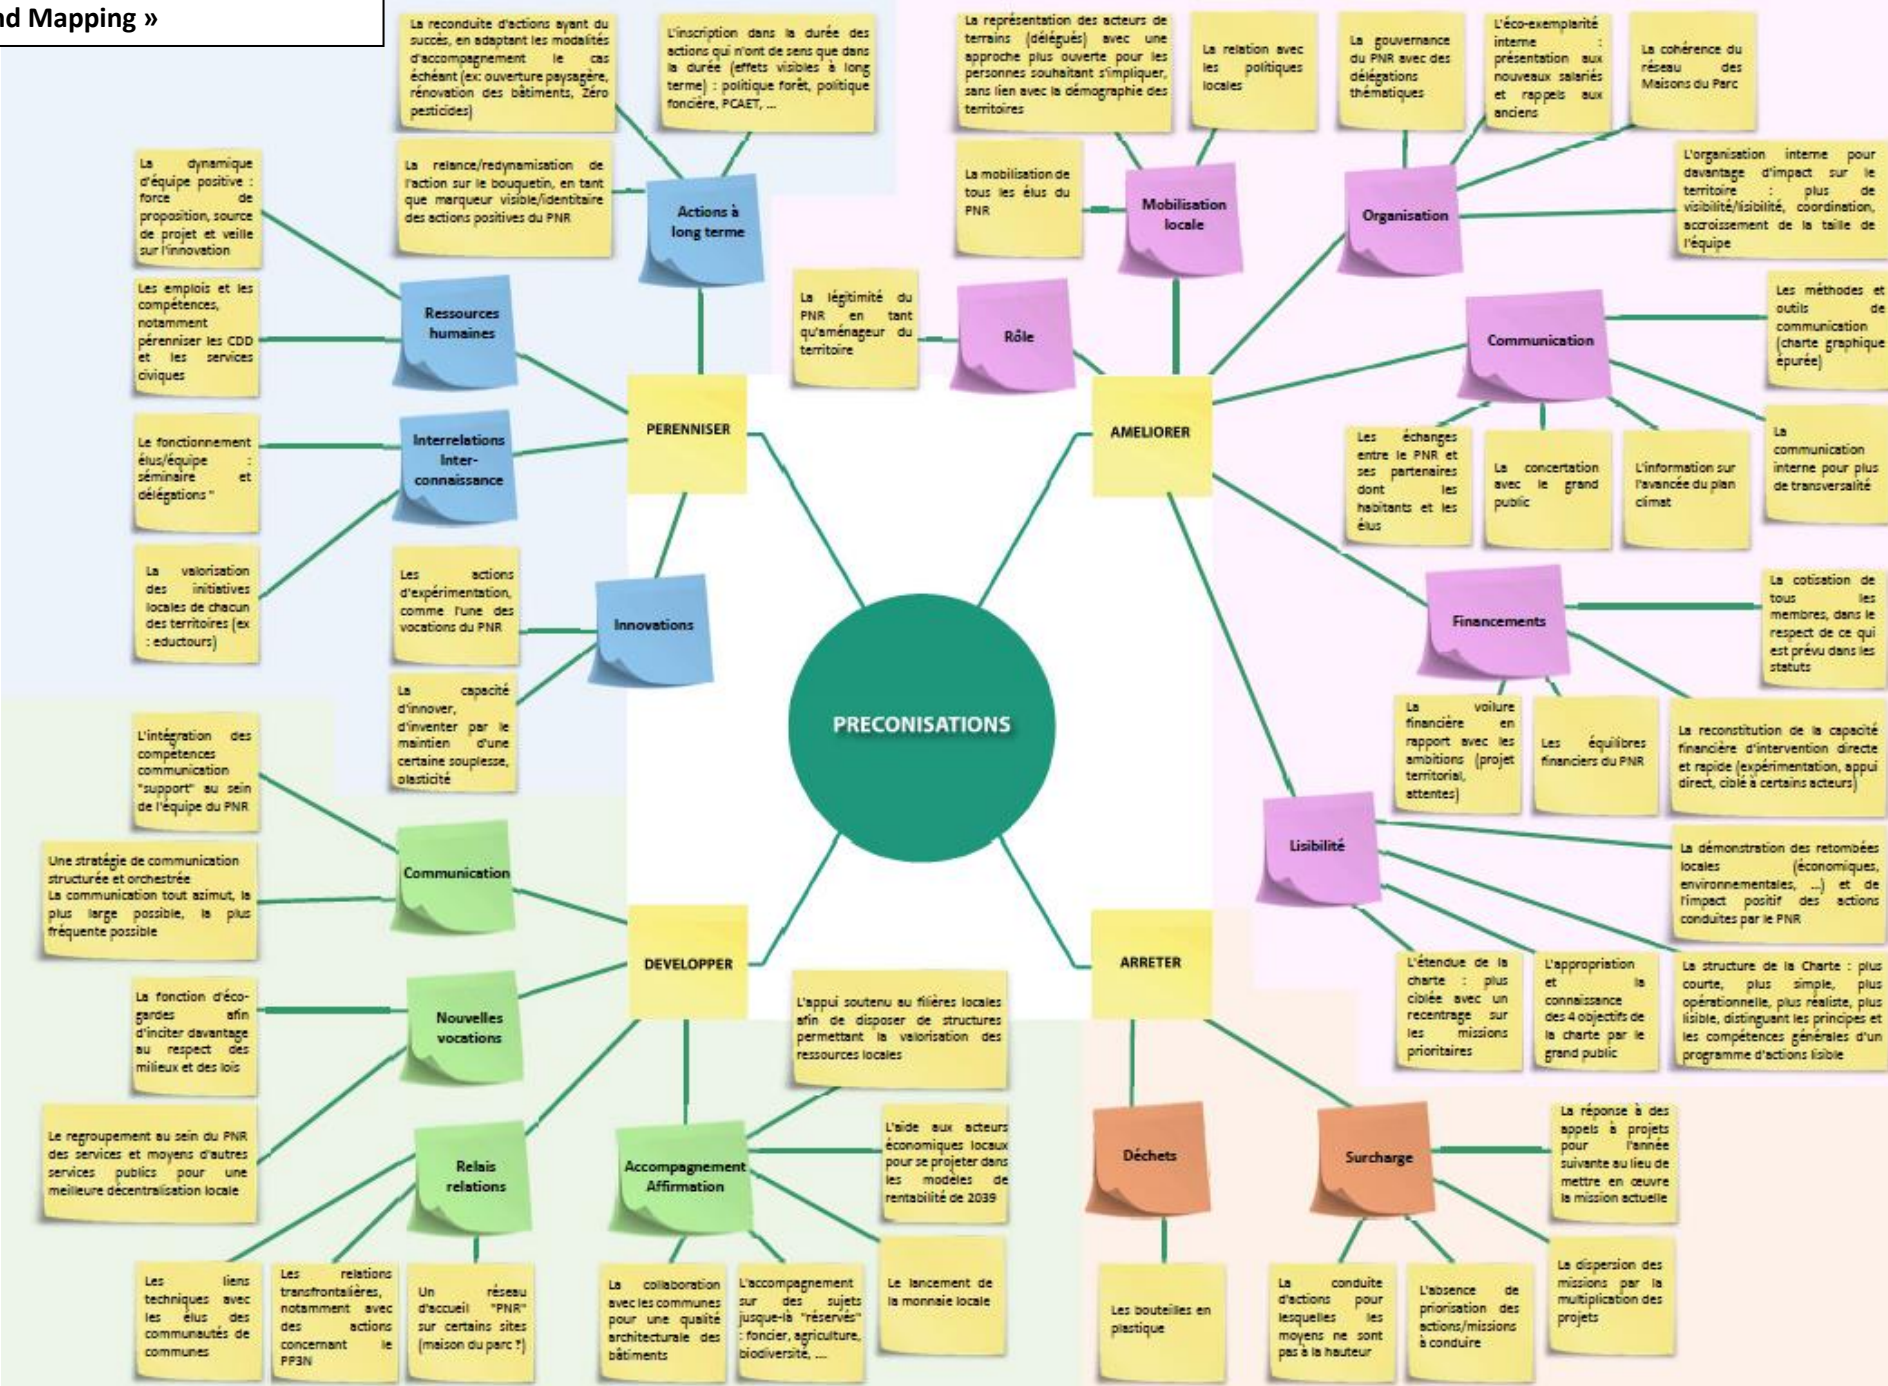 nd Mapping »
La reconduite d'actions ayant du
succès, en adaptant les modalités
d'accompagnement le cas
échéant (ex: ouverture paysagère,
rénovation des bâtiments, Zéro
pesticides)
L'inscription dans la durée des
actions qui n'ont de sens que dans
la durée (effets visibles à long
terme) : politique forêt, politique
foncière, PCAET, ...
La relance/redynamisation de
l'action sur le bouquetin, en tant
que marqueur visible/identitaire
des actions positives du PNR
Actions à
long terme
La dynamique
d'équipe positive :
force de
proposition, source
de projet et veille
sur l'innovation
Les emplois et les
compétences,
notamment
pérenniser les CDD
et les services
civiques
Ressources
humaines
Le fonctionnement
élus/équipe :
séminaire et
délégations "
La valorisation
des initiatives
locales de chacun
des territoires (ex
: eductours)
Interrelations
Inter-
connaissance
Les actions
d'expérimentation,
comme l'une des
vocations du PNR
La capacité
d'innover,
d'inventer par le
maintien d'une
certaine souplesse,
olasticité
Innovations
PERENNISER
La représentation des acteurs de
terrains (délégués) avec une
approche plus ouverte pour les
personnes souhaitant s'impliquer,
sans lien avec la démographie des
territoires
La relation avec
les politiques
locales
La mobilisation de
tous les élus du
PNR
Mobilisation
locale
La gouvernance
du PNR avec des
délégations
thématiques
L'éco-exemplarité
interne :
présentation aux
nouveaux salariés
et rappels aux
anciens
La cohérence du
réseau des
Maisons du Parc
L'organisation interne pour
davantage d'impact sur le
territoire : plus de
visibilité/lisibilité, coordination,
accroissement de la taille de
l'équipe
Organisation
La légitimité du
PNR en tant
qu'aménageur du
territoire
Rôle
AMELIORER
Communication
Les méthodes et
outils de
communication
(charte graphique
épurée)
Les échanges
entre le PNR et
ses partenaires
dont les
habitants et les
élus
La concertation
avec le grand
public
L'information sur
l'avancée du plan
climat
La
communication
interne pour plus
de transversalité
Financements
La cotisation de
tous les
membres, dans le
respect de ce qui
est prévu dans les
statuts
La voilure
financière en
rapport avec les
ambitions (projet
territorial,
attentes)
Les équilibres
financiers du PNR
La reconstitution de la capacité
financière d'intervention directe
et rapide (expérimentation, appui
direct, ciblé à certains acteurs)
Lisibilité
La démonstration des retombées
locales (économiques,
environnementales, ...) et de
l'impact positif des actions
conduites par le PNR
L'étendue de la
charte : plus
ciblée avec un
recentrage sur
les missions
prioritaires
L'appropriation
et la
connaissance
des 4 objectifs de
la charte par le
grand public
La structure de la Charte : plus
courte, plus simple, plus
opérationnelle, plus réaliste, plus
lisible, distinguant les principes et
les compétences générales d'un
programme d'actions lisible
PRECONISATIONS
L'intégration des
compétences
communication
"support" au sein
de l'équipe du PNR
Une stratégie de communication
structurée et orchestrée
La communication tout azimut, la
plus large possible, la plus
fréquente possible
Communication
DEVELOPPER
La fonction d'éco-
gardes afin
d'inciter davantage
au respect des
milieux et des lois
Le regroupement au sein du PNR
des services et moyens d'autres
services publics pour une
meilleure décentralisation locale
Nouvelles
vocations
Relais
relations
Les liens
techniques avec
les élus des
communautés de
communes
Les relations
transfrontalières,
notamment avec
des actions
concernant le
PP3N
Un réseau
d'accueil "PNR"
sur certains sites
(maison du parc ?)
Accompagnement
Affirmation
L'appui soutenu au filières locales
afin de disposer de structures
permettant la valorisation des
ressources locales
L'aide aux acteurs
économiques locaux
pour se projeter dans
les modèles de
rentabilité de 2039
La collaboration
avec les communes
pour une qualité
architecturale des
bâtiments
L'accompagnement
sur des sujets
jusque-là "réservés"
: foncier, agriculture,
biodiversité, ....
Le lancement de
la monnaie locale
ARRETER
Déchets
Les bouteilles en
plastique
Surcharge
La réponse à des
appels à projets
pour l'année
suivante au lieu de
mettre en œuvre
la mission actuelle
La conduite
d'actions pour
lesquelles les
moyens ne sont
pas à la hauteur
L'absence de
priorisation des
actions/missions
à conduire
La dispersion des
missions par la
multiplication des
projets